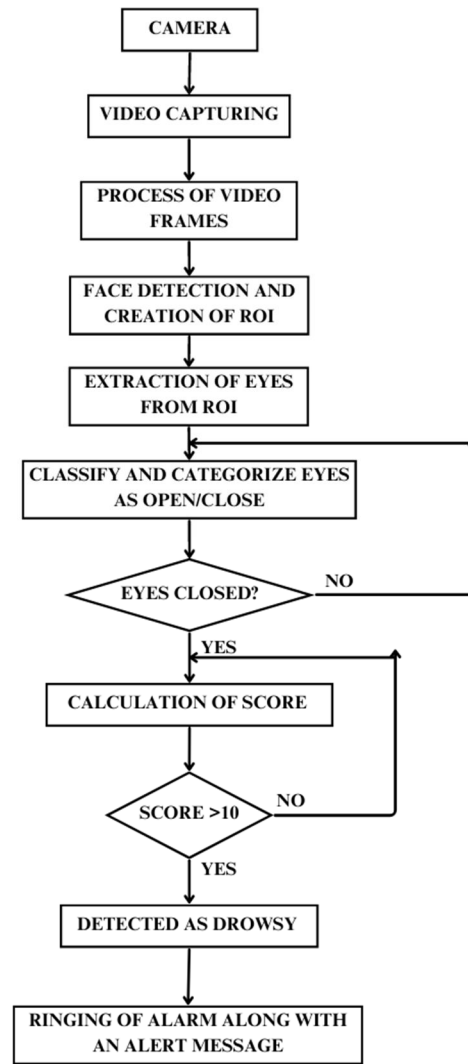 CAMERA
VIDEO CAPTURING
PROCESS OF VIDEO
FRAMES
FACE DETECTION AND
CREATION OF ROI
EXTRACTION OF EYES
FROM ROI
CLASSIFY AND CATEGORIZE EYES
AS OPEN/CLOSE
EYES CLOSED?
NO
YES
CALCULATION OF SCORE
SCORE >10
NO
YES
DETECTED AS DROWSY
RINGING OF ALARM ALONG WITH
AN ALERT MESSAGE